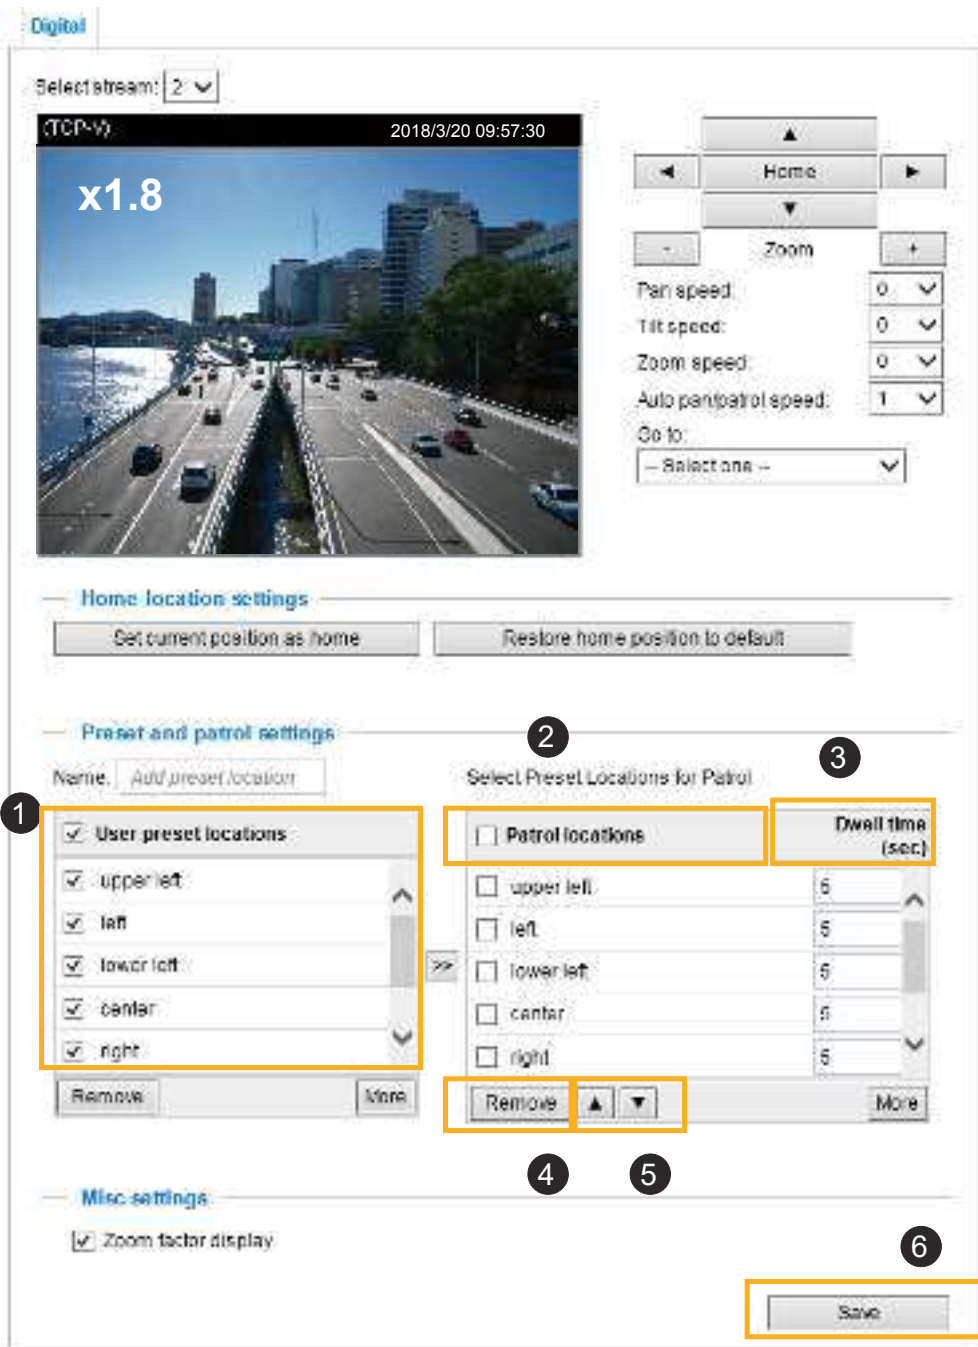 Digital
Select stream: 2
(TCP-V) 2018/3/20 09:57:30
x1.8
▲
◄ Home ►
▼
- Zoom +
Pan speed: 0
Tilt speed: 0
Zoom speed: 0
Auto pan/patrol speed: 1
Go to:
-- Select one --
Home location settings
Set current position as home Restore home position to default
Preset and patrol settings
2
3
Name: Add preset location Select Preset Locations for Patrol
1
User preset locations Patrol locations Dwell time (sec)
upper left upper left 5
left left 5
lower left >> lower left 5
center center 5
right right 5
Remove More Remove ▲ ▼ More
4 5
Misc settings
Zoom factor display
6
Save